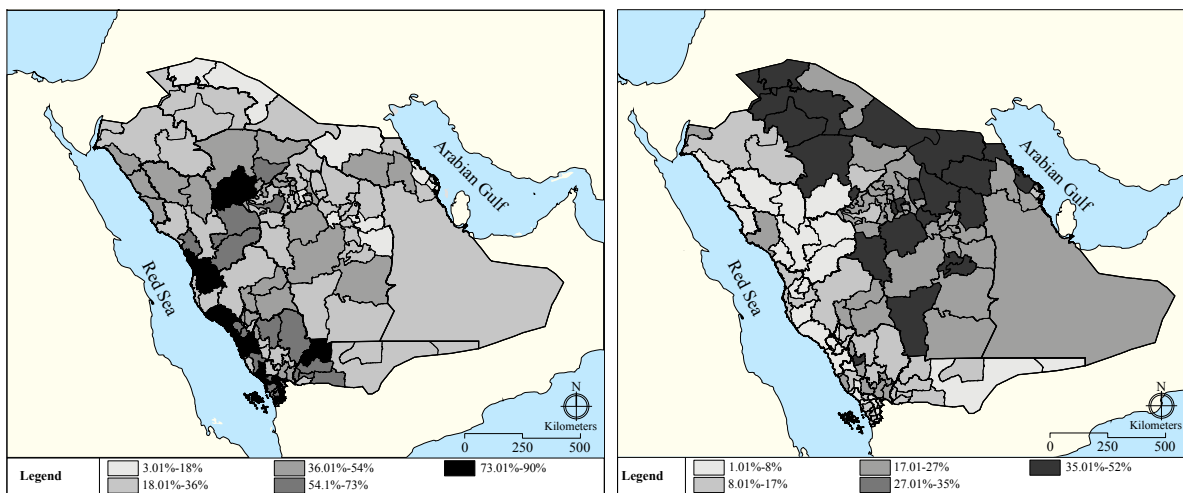 Arabian Gulf
Red Sea
N
Kilometers
0 250 500
Legend
3.01%-18%
36.01%-54%
73.01%-90%
18.01%-36%
54.1%-73%
Arabian Gulf
Red Sea
N
Kilometers
0 250 500
Legend
1.01%-8%
17.01-27%
35.01%-52%
8.01%-17%
27.01%-35%